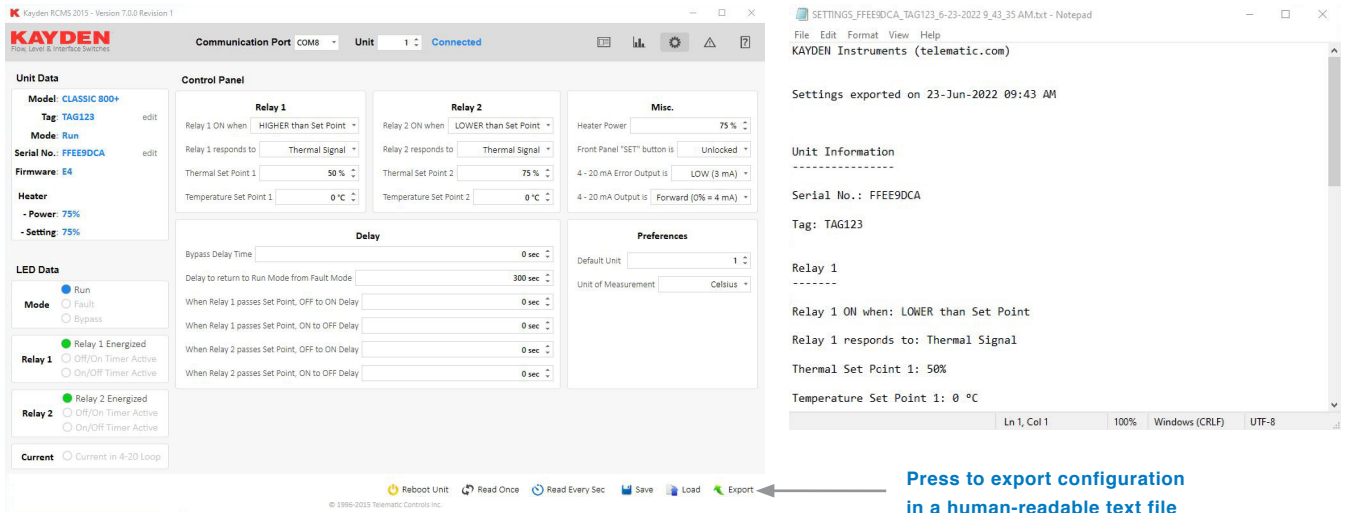 Kayden RCMS 2015 - Version 7.0.0 Revision 1
KAYDEN
Flow, Level & Interface Switches
Communication Port COM8 Unit 1 Connected
Unit Data
Model: CLASSIC 800+
Tag: TAG123 edit
Mode: Run
Serial No.: FFEE9DCA edit
Firmware: E4
Heater
- Power: 75%
- Setting: 75%
LED Data
Mode
Run
Fault
Bypass
Relay 1
Relay 1 Energized
Off/On Timer Active
On/Off Timer Active
Relay 2
Relay 2 Energized
Off/On Timer Active
On/Off Timer Active
Current Current in 4-20 Loop
Control Panel
Relay 1
Relay 1 ON when HIGHER than Set Point
Relay 1 responds to Thermal Signal
Thermal Set Point 1 50 %
Temperature Set Point 1 0 °C
Relay 2
Relay 2 ON when LOWER than Set Point
Relay 2 responds to Thermal Signal
Thermal Set Point 2 75 %
Temperature Set Point 2 0 °C
Misc.
Heater Power 75 %
Front Panel "SET" button is Unlocked
4 - 20 mA Error Output is LOW (3 mA)
4 - 20 mA Output is Forward (0% = 4 mA)
Delay
Bypass Delay Time 0 sec
Delay to return to Run Mode from Fault Mode 300 sec
When Relay 1 passes Set Point, OFF to ON Delay 0 sec
When Relay 1 passes Set Point, ON to OFF Delay 0 sec
When Relay 2 passes Set Point, OFF to ON Delay 0 sec
When Relay 2 passes Set Point, ON to OFF Delay 0 sec
Preferences
Default Unit 1
Unit of Measurement Celsius
Reboot Unit Read Once Read Every Sec Save Load Export
© 1996-2015 Telematic Controls Inc.
SETTINGS_FFEE9DCA_TAG123_6-23-2022 9_43_35 AM.txt - Notepad
File Edit Format View Help
KAYDEN Instruments (telematic.com)
Settings exported on 23-Jun-2022 09:43 AM
Unit Information
----------------
Serial No.: FFEE9DCA
Tag: TAG123
Relay 1
-------
Relay 1 ON when: LOWER than Set Point
Relay 1 responds to: Thermal Signal
Thermal Set Point 1: 50%
Temperature Set Point 1: 0 ºC
Ln 1, Col 1 100% Windows (CRLF) UTF-8
Press to export configuration
in a human-readable text file